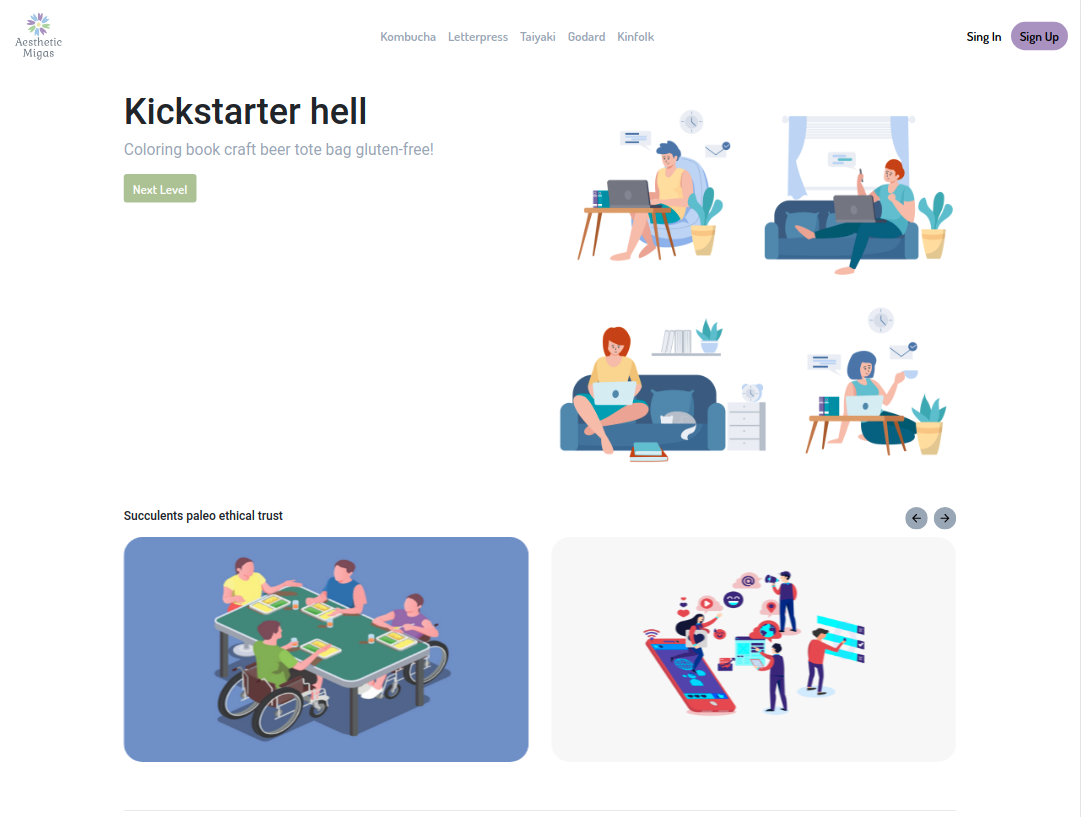 Aesthetic
Migas
Kombucha Letterpress Taiyaki Godard Kinfolk
Sing In Sign Up
Kickstarter hell
Coloring book craft beer tote bag gluten-free!
Next Level
Succulents paleo ethical trust